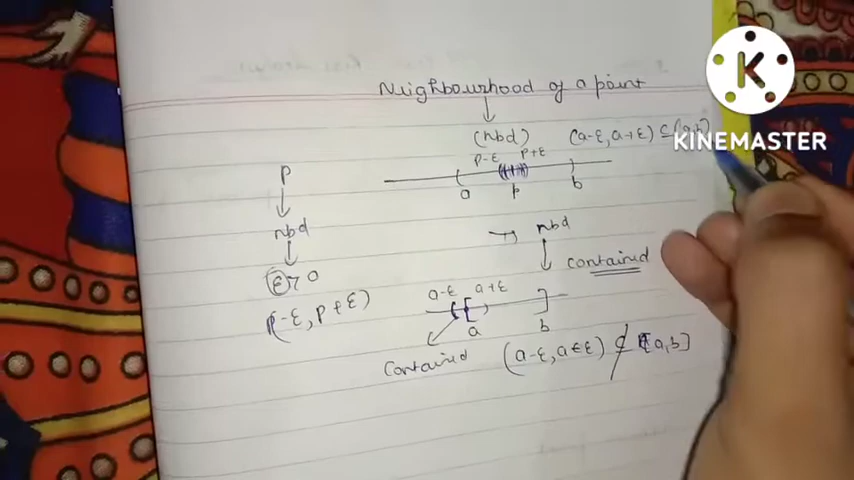 Neighbourhood of a point
(nbd)
(a-ε, a+ε) ⊆ (a,b)
p-ε p+ε
a p b
p
nbd
ε>0
(p-ε, p+ε)
nbd
contained
a-ε a+ε
a b
Contained
(a-ε, a+ε) ⊄ [a,b]
K
KINEMASTER